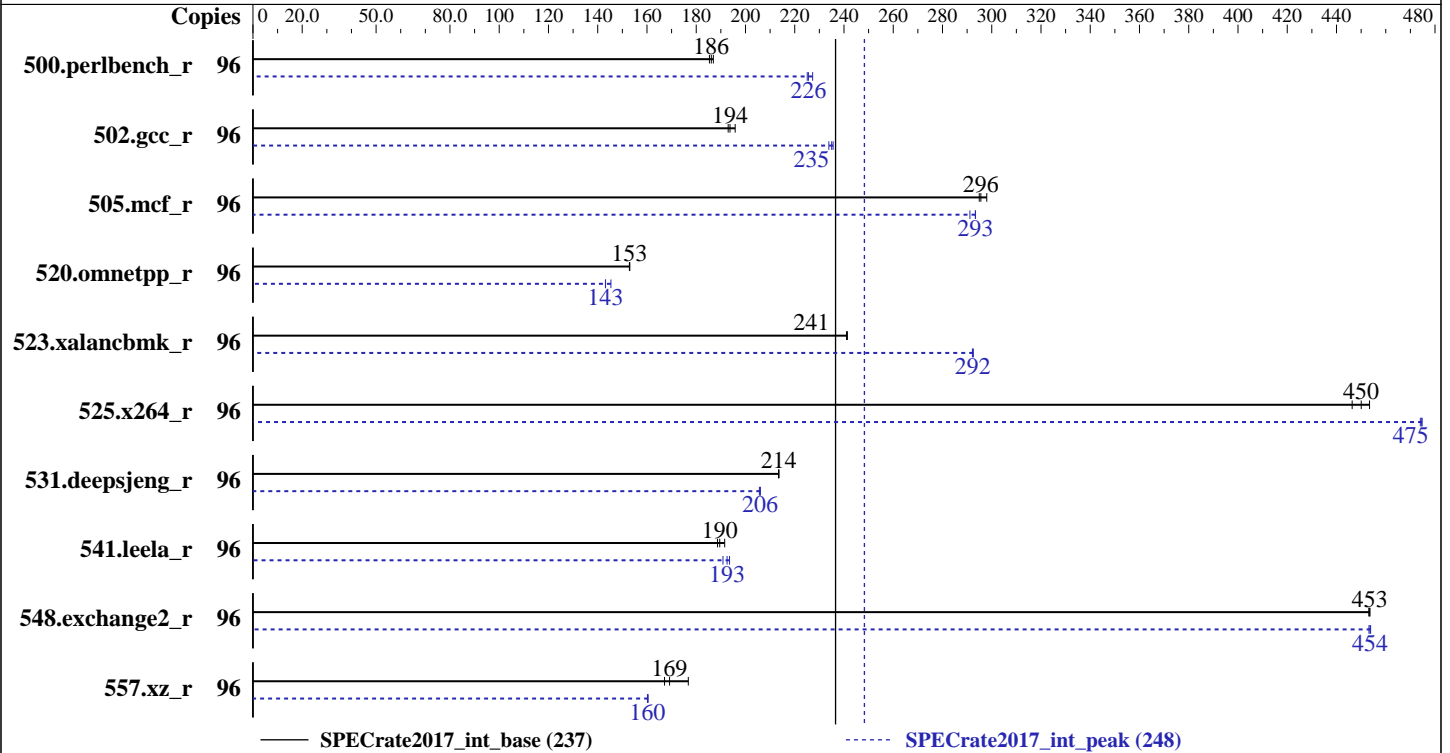 Copies 0 20.0 50.0 80.0 100 120 140 160 180 200 220 240 260 280 300 320 340 360 380 400 420 440 480
186
500.perlbench_r 96
226
194
502.gcc_r 96
235
296
505.mcf_r 96
293
153
520.omnetpp_r 96
143
241
523.xalancbmk_r 96
292
450
525.x264_r 96
475
214
531.deepsjeng_r 96
206
190
541.leela_r 96
193
453
548.exchange2_r 96
454
169
557.xz_r 96
160
SPECrate2017_int_base (237) SPECrate2017_int_peak (248)